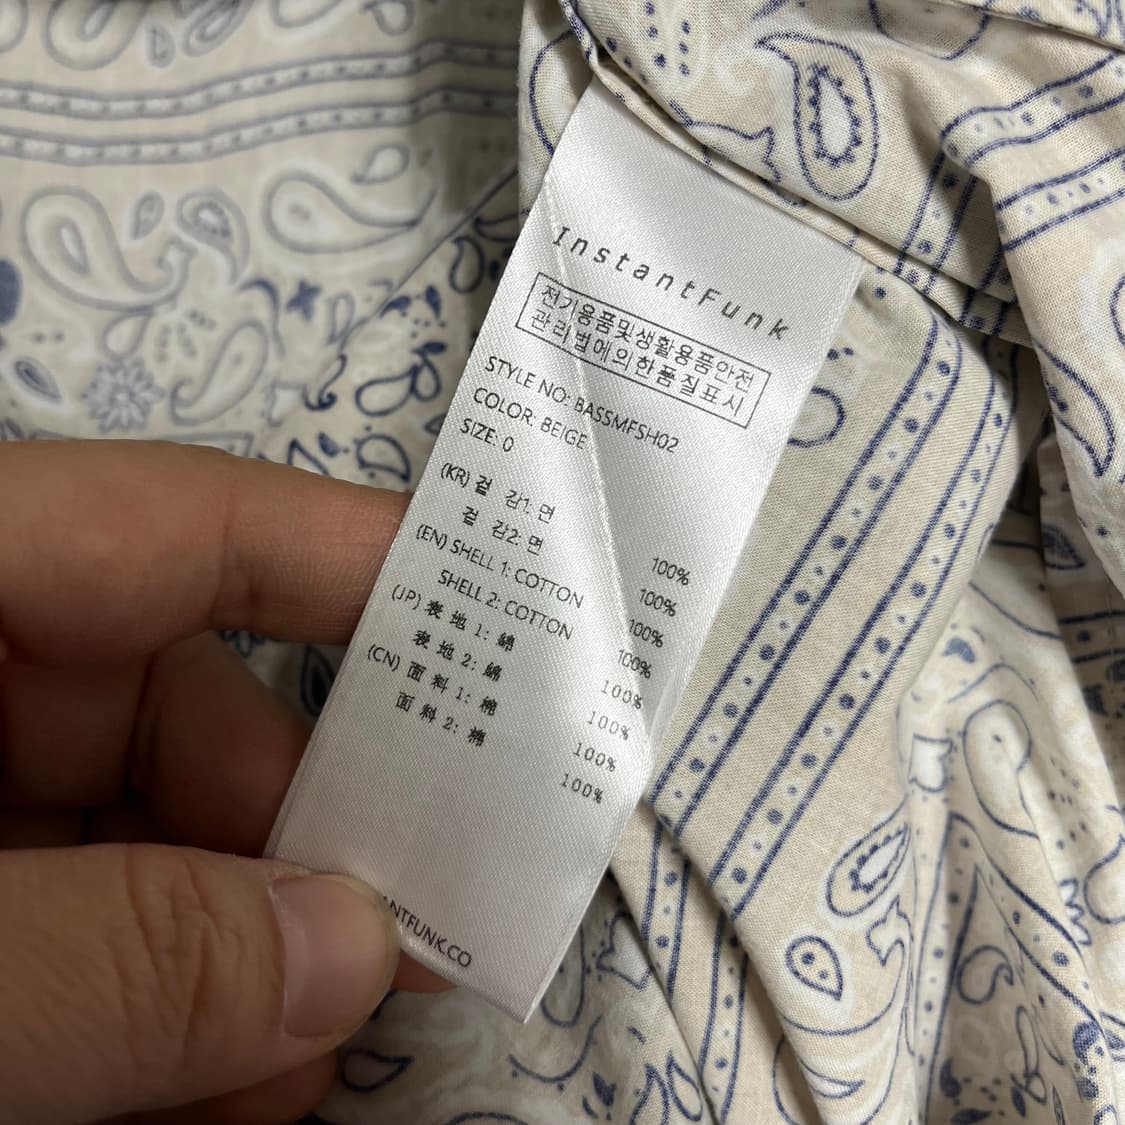 InstantFunk
전기용품및생활용품안전
관리법에의한품질표시
STYLE NO: BASSMFSH02
COLOR: BEIGE
SIZE: 0
(KR) 겉 감1: 면 100%
겉 감2: 면 100%
(EN) SHELL 1: COTTON 100%
SHELL 2: COTTON 100%
(JP) 表 地 1: 綿 100%
表 地 2: 綿 100%
(CN) 面 料 1: 棉 100%
面 料 2: 棉 100%
ANTFUNK.CO